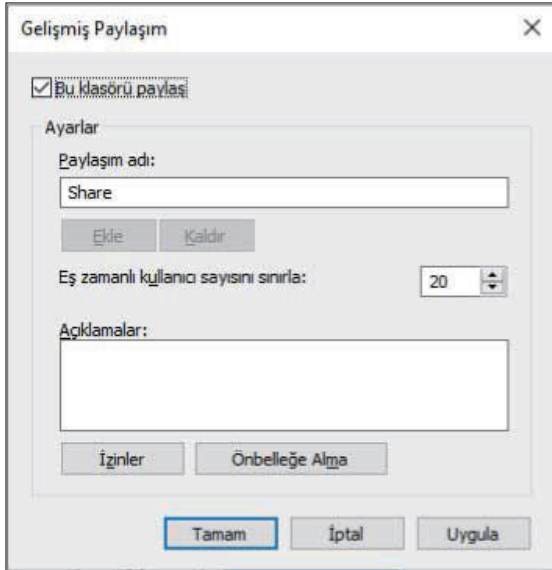 Gelişmiş Paylaşım
Bu klasörü paylaş
Ayarlar
Paylaşım adı:
Share
Ekle Kaldır
Eş zamanlı kullanıcı sayısını sınırla: 20
Açıklamalar:
İzinler Önbelleğe Alma
Tamam İptal Uygula